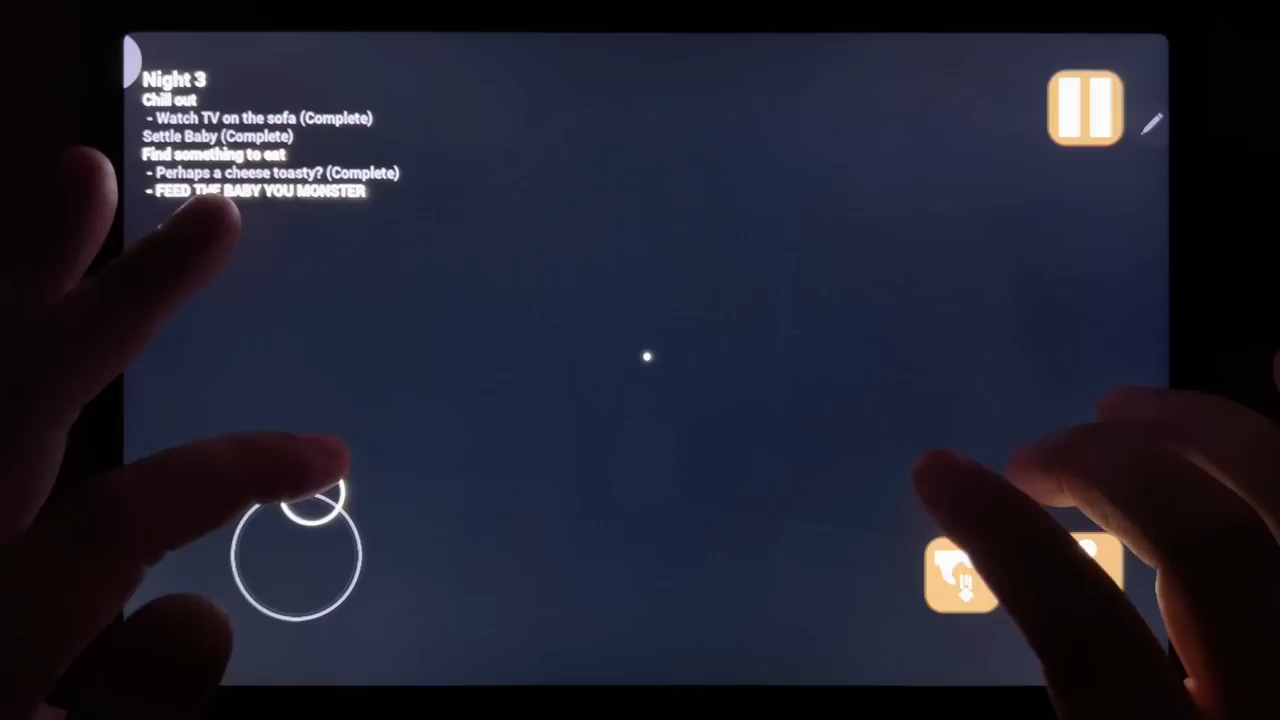 Night 3
Chill out
- Watch TV on the sofa (Complete)
Settle Baby (Complete)
Find something to eat
- Perhaps a cheese toasty? (Complete)
- FEED THE BABY YOU MONSTER